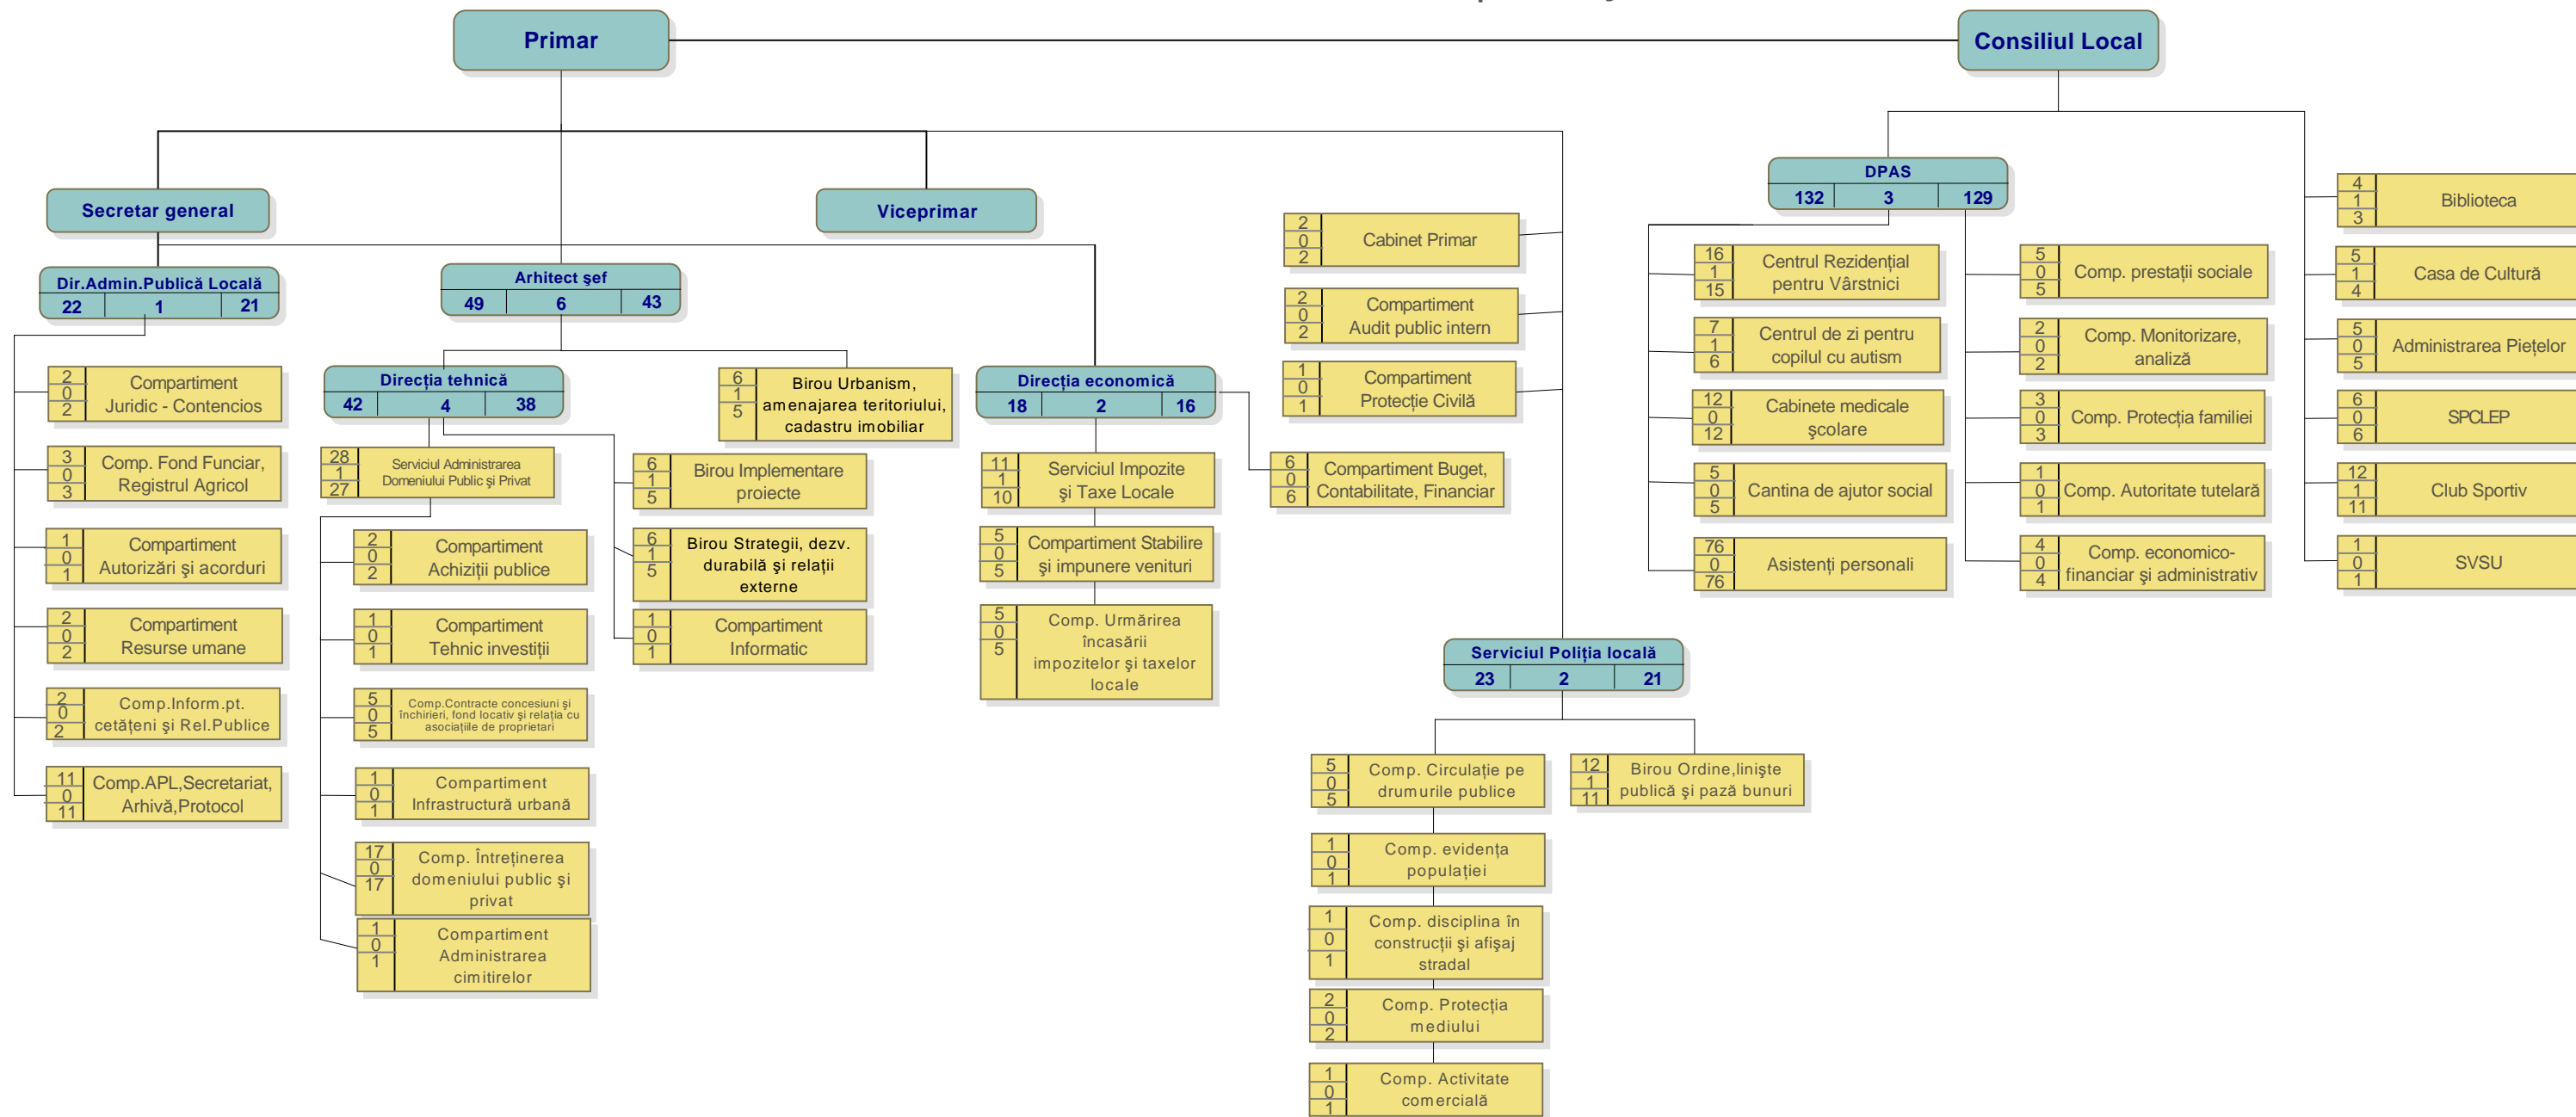 Primar
Consiliul Local
Secretar general
Viceprimar
DPAS
132 3 129
Dir.Admin.Publică Locală
22 1 21
Arhitect şef
49 6 43
2
0
2
Cabinet Primar
2
0
2
Compartiment
Audit public intern
1
0
1
Compartiment
Protecţie Civilă
16
1
15
Centrul Rezidenţial
pentru Vârstnici
7
1
6
Centrul de zi pentru
copilul cu autism
12
0
12
Cabinete medicale
şcolare
5
0
5
Cantina de ajutor social
76
0
76
Asistenţi personali
5
0
5
Comp. prestaţii sociale
2
0
2
Comp. Monitorizare,
analiză
3
0
3
Comp. Protecţia familiei
1
0
1
Comp. Autoritate tutelară
4
0
4
Comp. economico-
financiar şi administrativ
4
1
3
Biblioteca
5
1
4
Casa de Cultură
5
0
5
Administrarea Pieţelor
6
0
6
SPCLEP
12
1
11
Club Sportiv
1
0
1
SVSU
2
0
2
Compartiment
Juridic - Contencios
3
0
3
Comp. Fond Funciar,
Registrul Agricol
1
0
1
Compartiment
Autorizări şi acorduri
2
0
2
Compartiment
Resurse umane
2
0
2
Comp.Inform.pt.
cetăţeni şi Rel.Publice
11
0
11
Comp.APL,Secretariat,
Arhivă,Protocol
Direcţia tehnică
42 4 38
6
1
5
Birou Urbanism,
amenajarea teritoriului,
cadastru imobiliar
28
1
27
Serviciul Administrarea
Domeniului Public şi Privat
2
0
2
Compartiment
Achiziţii publice
1
0
1
Compartiment
Tehnic investiţii
5
0
5
Comp.Contracte concesiuni şi
închirieri, fond locativ şi relaţia cu
asociaţiile de proprietari
1
0
1
Compartiment
Infrastructură urbană
17
0
17
Comp. Întreţinerea
domeniului public şi
privat
1
0
1
Compartiment
Administrarea
cimitirelor
6
1
5
Birou Implementare
proiecte
6
1
5
Birou Strategii, dezv.
durabilă şi relaţii
externe
1
0
1
Compartiment
Informatic
Direcţia economică
18 2 16
11
1
10
Serviciul Impozite
şi Taxe Locale
5
0
5
Compartiment Stabilire
şi impunere venituri
5
0
5
Comp. Urmărirea
încasării
impozitelor şi taxelor
locale
6
0
6
Compartiment Buget,
Contabilitate, Financiar
Serviciul Poliţia locală
23 2 21
5
0
5
Comp. Circulaţie pe
drumurile publice
12
1
11
Birou Ordine,linişte
publică şi pază bunuri
1
0
1
Comp. evidenţa
populaţiei
1
0
1
Comp. disciplina în
construcţii şi afişaj
stradal
2
0
2
Comp. Protecţia
mediului
1
0
1
Comp. Activitate
comercială